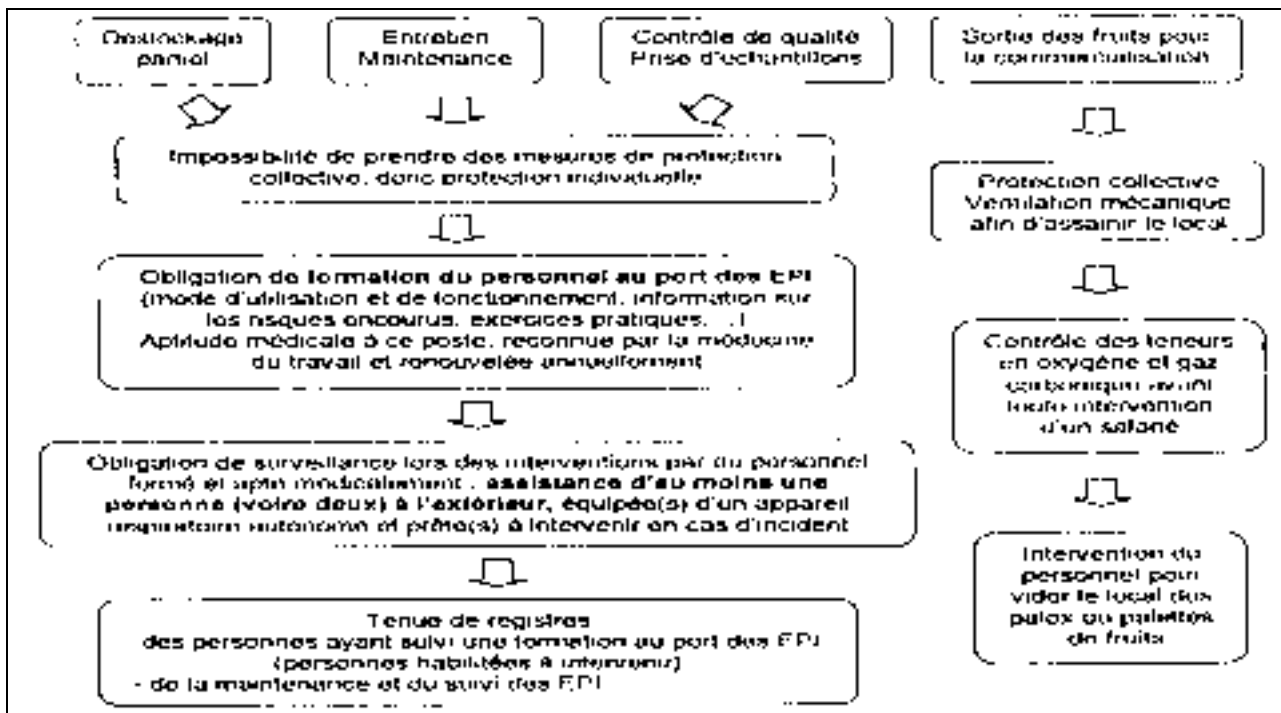 Déstockage
partiel
Entretien
Maintenance
Contrôle de qualité
Prise d'échantillons
Sortie des fruits pour
la commercialisation
Impossibilité de prendre des mesures de protection
collective, donc protection individuelle
Protection collective
Ventilation mécanique
afin d'assainir le local
Obligation de formation du personnel au port des EPI
(mode d'utilisation et de fonctionnement, information sur
les risques encourus, exercices pratiques, ...)
Aptitude médicale à ce poste, reconnue par la médecine
du travail et renouvelée annuellement
Contrôle des teneurs
en oxygène et gaz
carbonique avant
toute intervention
d'un salarié
Obligation de surveillance lors des interventions par du personnel
formé et apte médicalement : assistance d'au moins une
personne (voire deux) à l'extérieur, équipée(s) d'un appareil
respiratoire autonome et prête(s) à intervenir en cas d'incident
Intervention du
personnel pour
vider le local des
palox ou palettes
de fruits
Tenue de registres
des personnes ayant suivi une formation au port des EPI
(personnes habilitées à intervenir)
- de la maintenance et du suivi des EPI